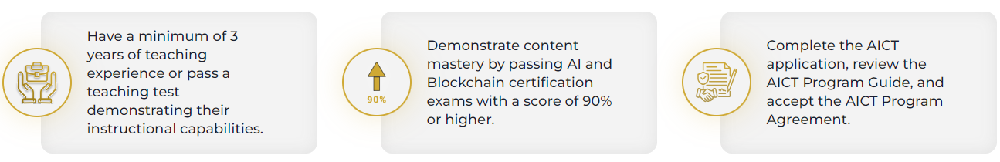 Have a minimum of 3
years of teaching
experience or pass a
teaching test
demonstrating their
instructional capabilities.
90%
Demonstrate content
mastery by passing AI and
Blockchain certification
exams with a score of 90%
or higher.
Complete the AICT
application, review the
AICT Program Guide, and
accept the AICT Program
Agreement.